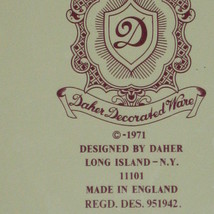 D
Daher Decorated Ware
©-1971
DESIGNED BY DAHER
LONG ISLAND-N.Y.
11101
MADE IN ENGLAND
REGD. DES. 951942.